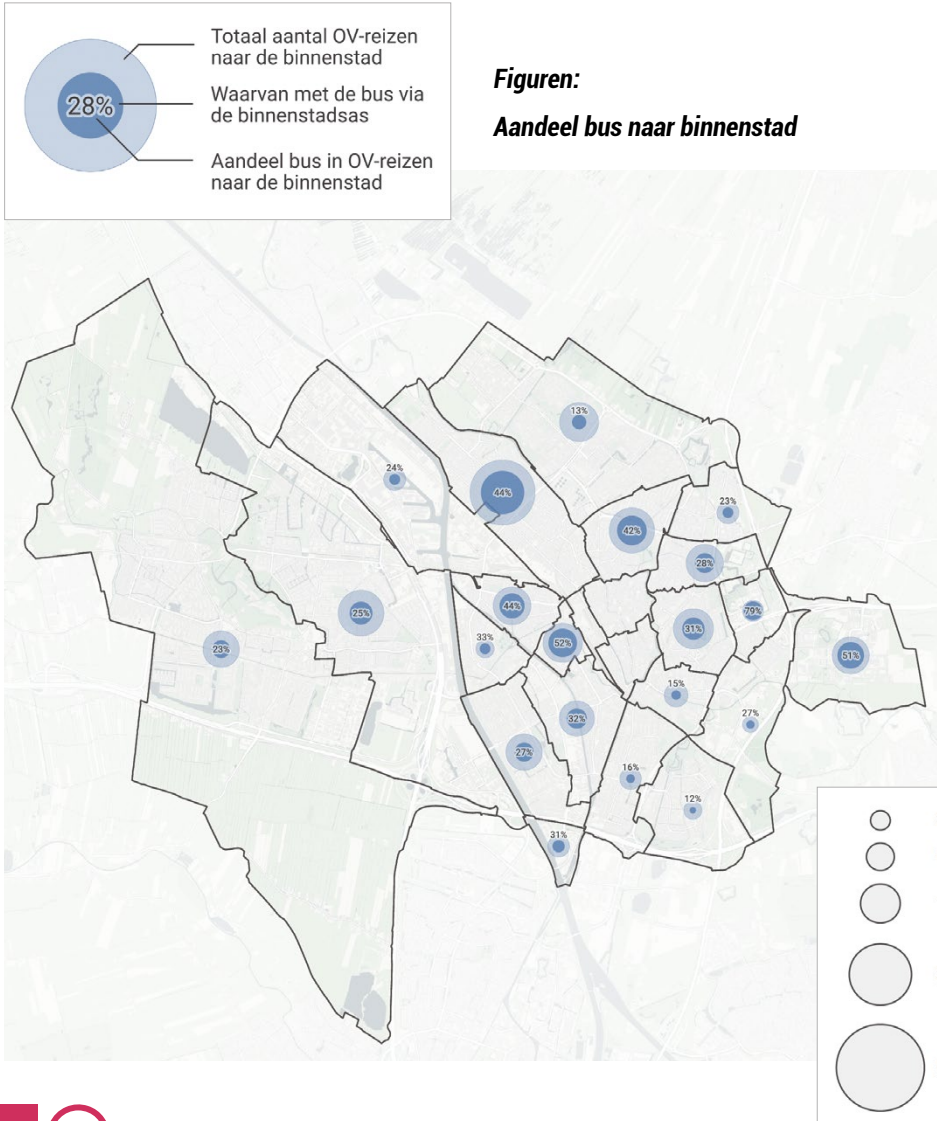 Totaal aantal OV-reizen
naar de binnenstad
28%
Waarvan met de bus via
de binnenstadsas
Aandeel bus in OV-reizen
naar de binnenstad
Figuren:
Aandeel bus naar binnenstad
13%
24%
44%
23%
42%
28%
44%
25%
79%
31%
33%
52%
23%
51%
15%
32%
27%
27%
16%
12%
31%